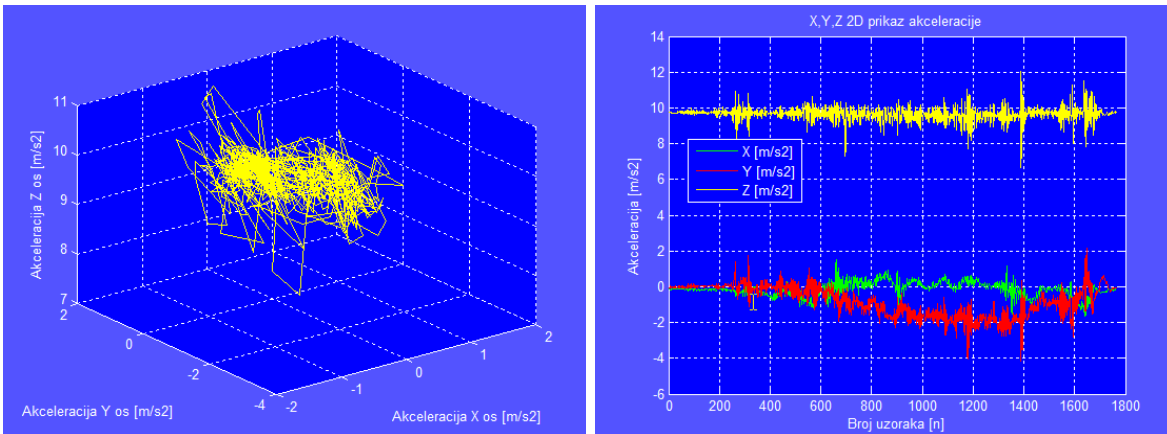 11
10
9
8
7
Akceleracija Z os [m/s2]
2
0
-2
-4
Akceleracija Y os [m/s2]
-2
-1
0
1
2
Akceleracija X os [m/s2]
X,Y,Z 2D prikaz akceleracije
14
12
10
8
6
4
2
0
-2
-4
-6
Akceleracija [m/s2]
X [m/s2]
Y [m/s2]
Z [m/s2]
0 200 400 600 800 1000 1200 1400 1600 1800
Broj uzoraka [n]